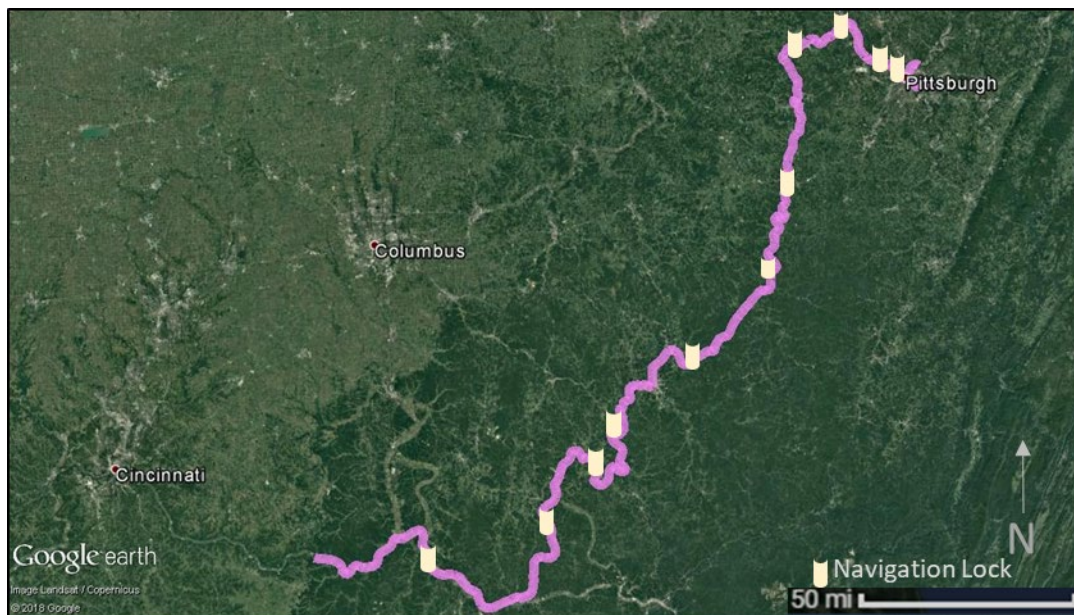 Pittsburgh
Columbus
Cincinnati
N
Google earth
Navigation Lock
Image Landsat / Copernicus
50 mi
© 2018 Google